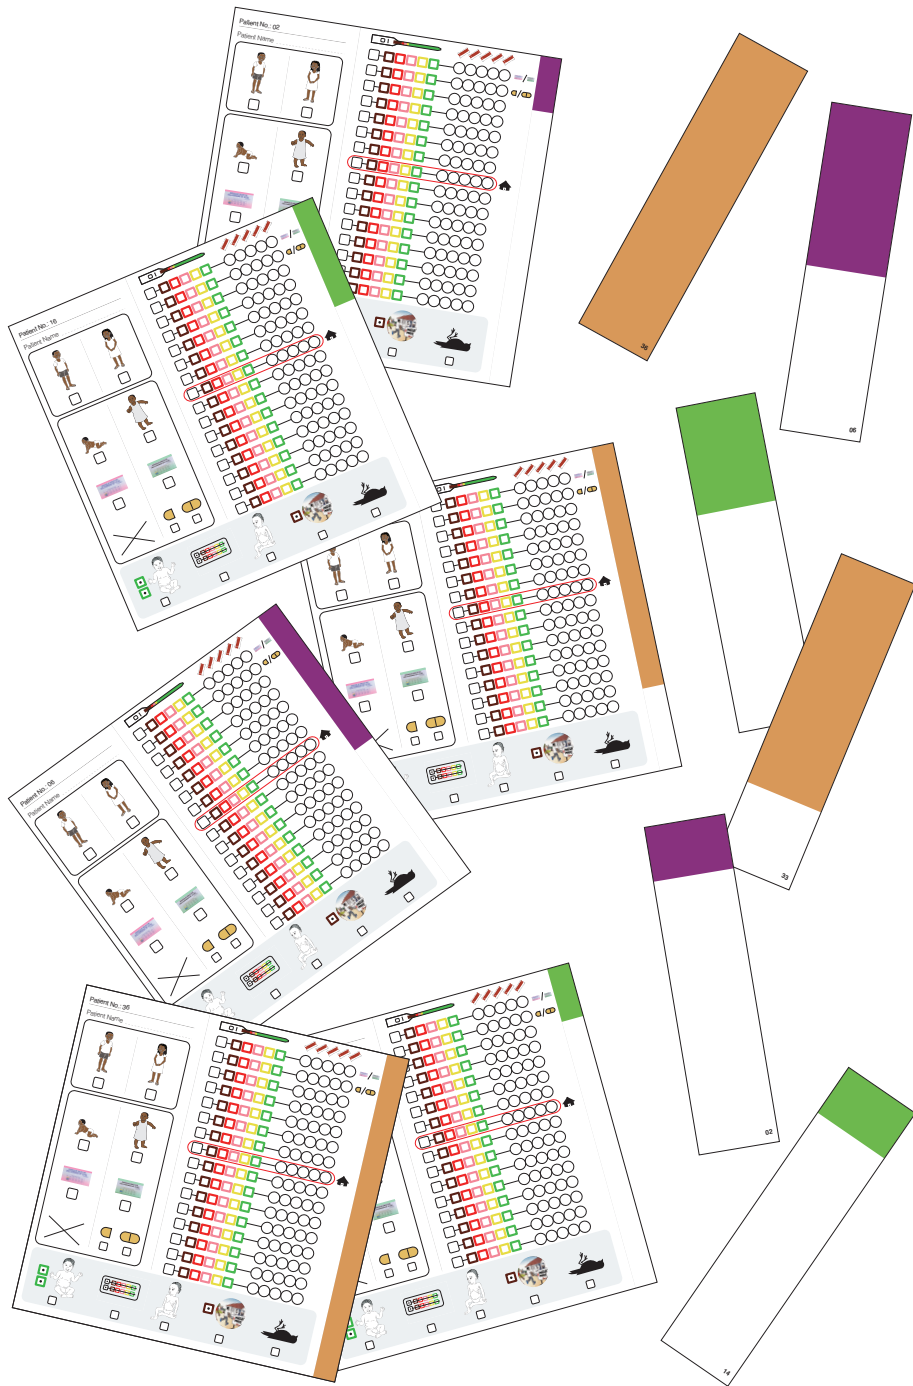 Patient No.: 02
Patient Name
Patient No.: 16
Patient Name
Patient No.: 06
Patient Name
Patient No.: 36
Patient Name
36
06
33
02
14